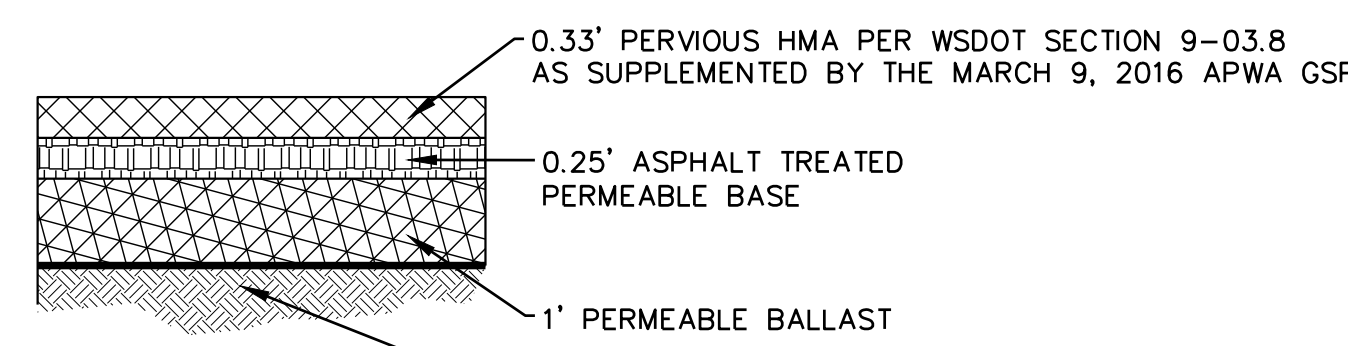 0.33' PERVIOUS HMA PER WSDOT SECTION 9-03.8
AS SUPPLEMENTED BY THE MARCH 9, 2016 APWA GSP
0.25' ASPHALT TREATED
PERMEABLE BASE
1' PERMEABLE BALLAST